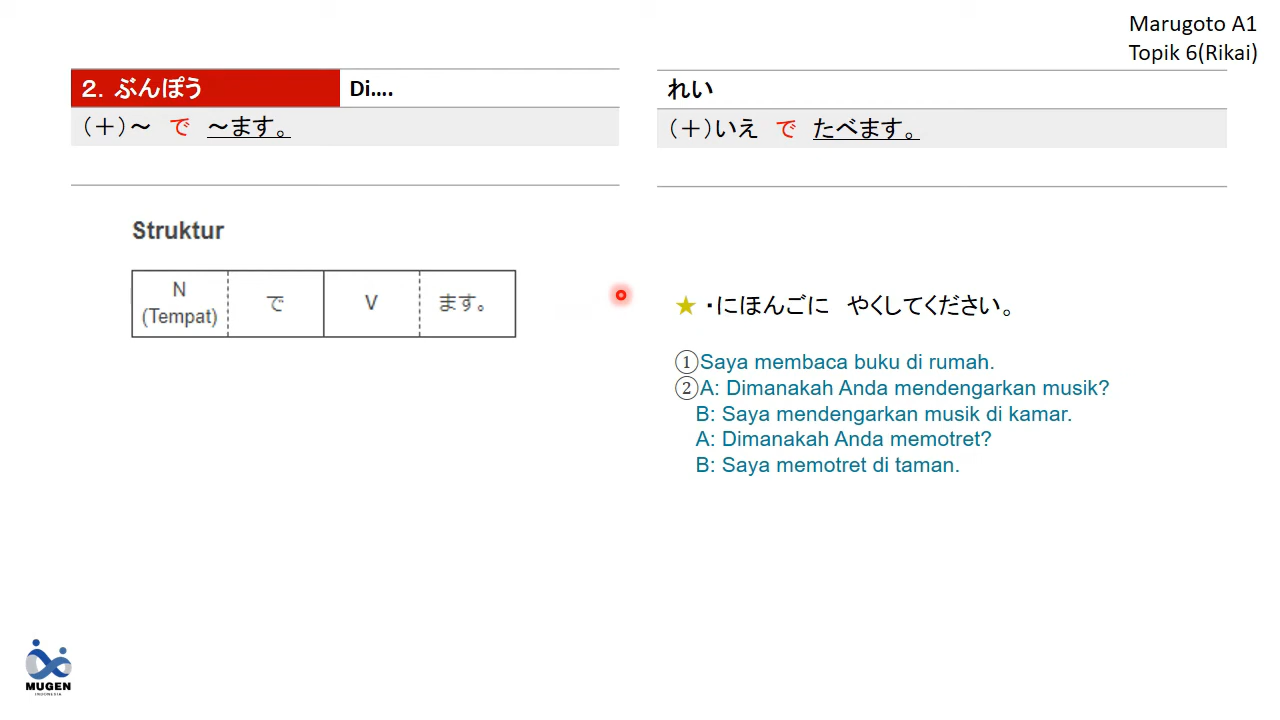 Marugoto A1
Topik 6(Rikai)
２．ぶんぽう
Di….
（＋）～　で　～ます。
れい
（＋）いえ　で　たべます。
Struktur
N
(Tempat)
で
V
ます。
★・にほんごに　やくしてください。
①Saya membaca buku di rumah.
②A: Dimanakah Anda mendengarkan musik?
B: Saya mendengarkan musik di kamar.
A: Dimanakah Anda memotret?
B: Saya memotret di taman.
MUGEN
INDONESIA